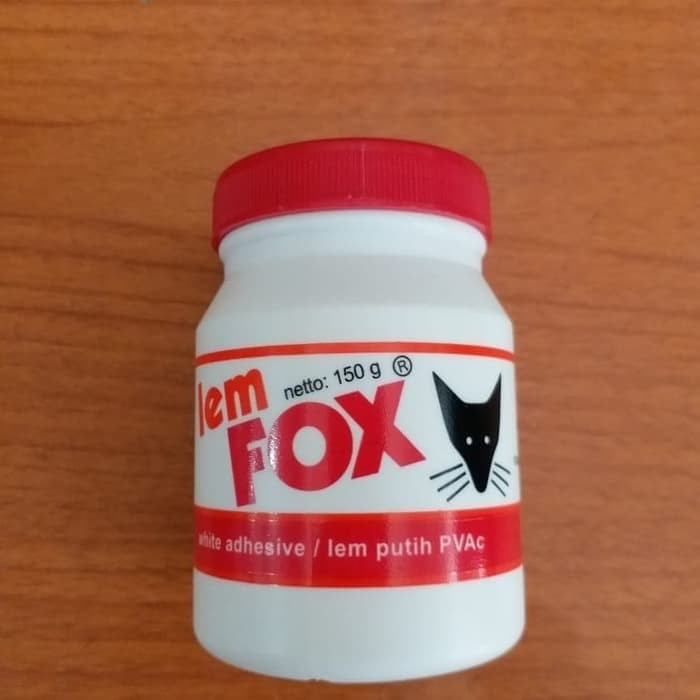 lem
netto: 150 g ®
FOX
white adhesive / lem putih PVAc